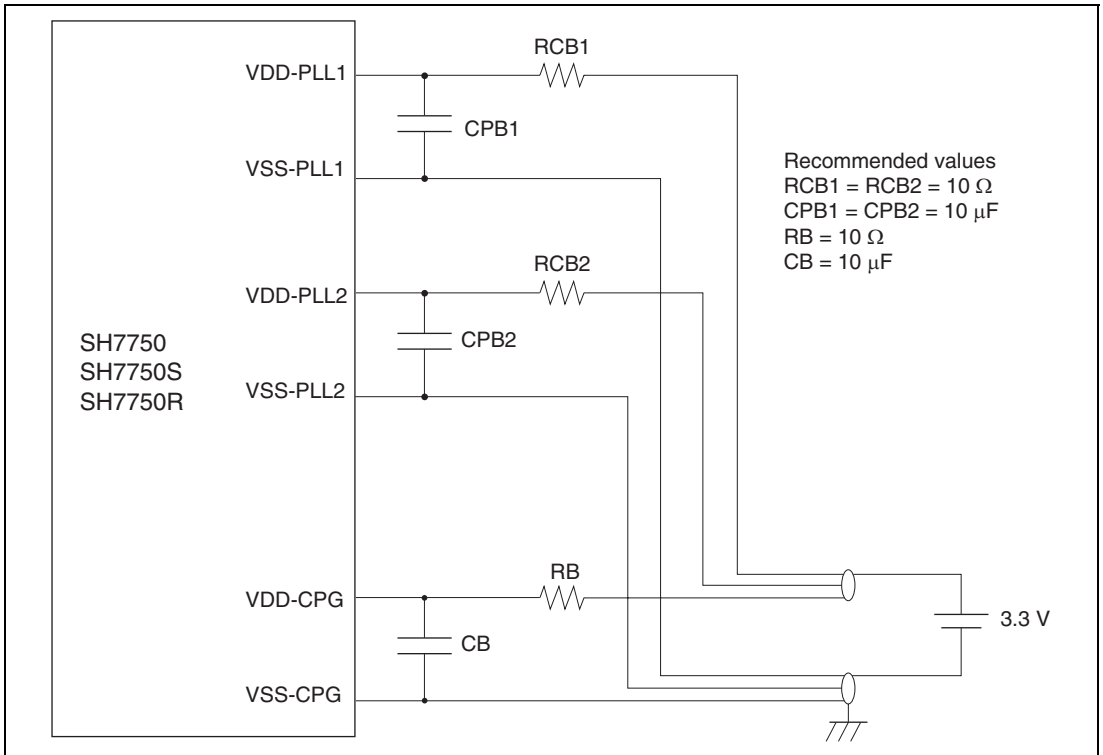 RCB1
VDD-PLL1
CPB1
VSS-PLL1
Recommended values
RCB1 = RCB2 = 10 Ω
CPB1 = CPB2 = 10 μF
RB = 10 Ω
CB = 10 μF
RCB2
VDD-PLL2
CPB2
SH7750
SH7750S
SH7750R
VSS-PLL2
RB
VDD-CPG
3.3 V
CB
VSS-CPG